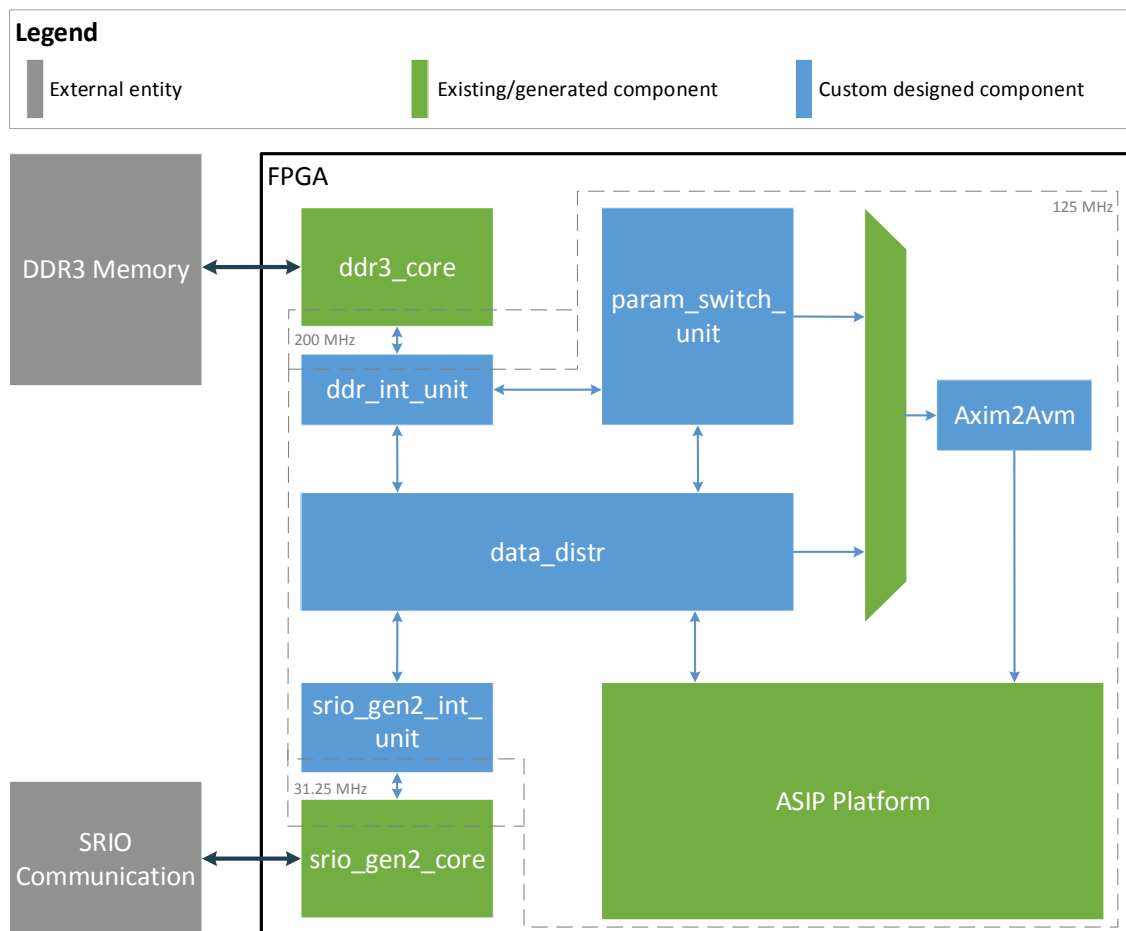 Legend
External entity
Existing/generated component
Custom designed component
FPGA
125 MHz
DDR3 Memory
ddr3_core
param_switch_
unit
200 MHz
ddr_int_unit
Axim2Avm
data_distr
srio_gen2_int_
unit
31.25 MHz
ASIP Platform
SRIO
Communication
srio_gen2_core